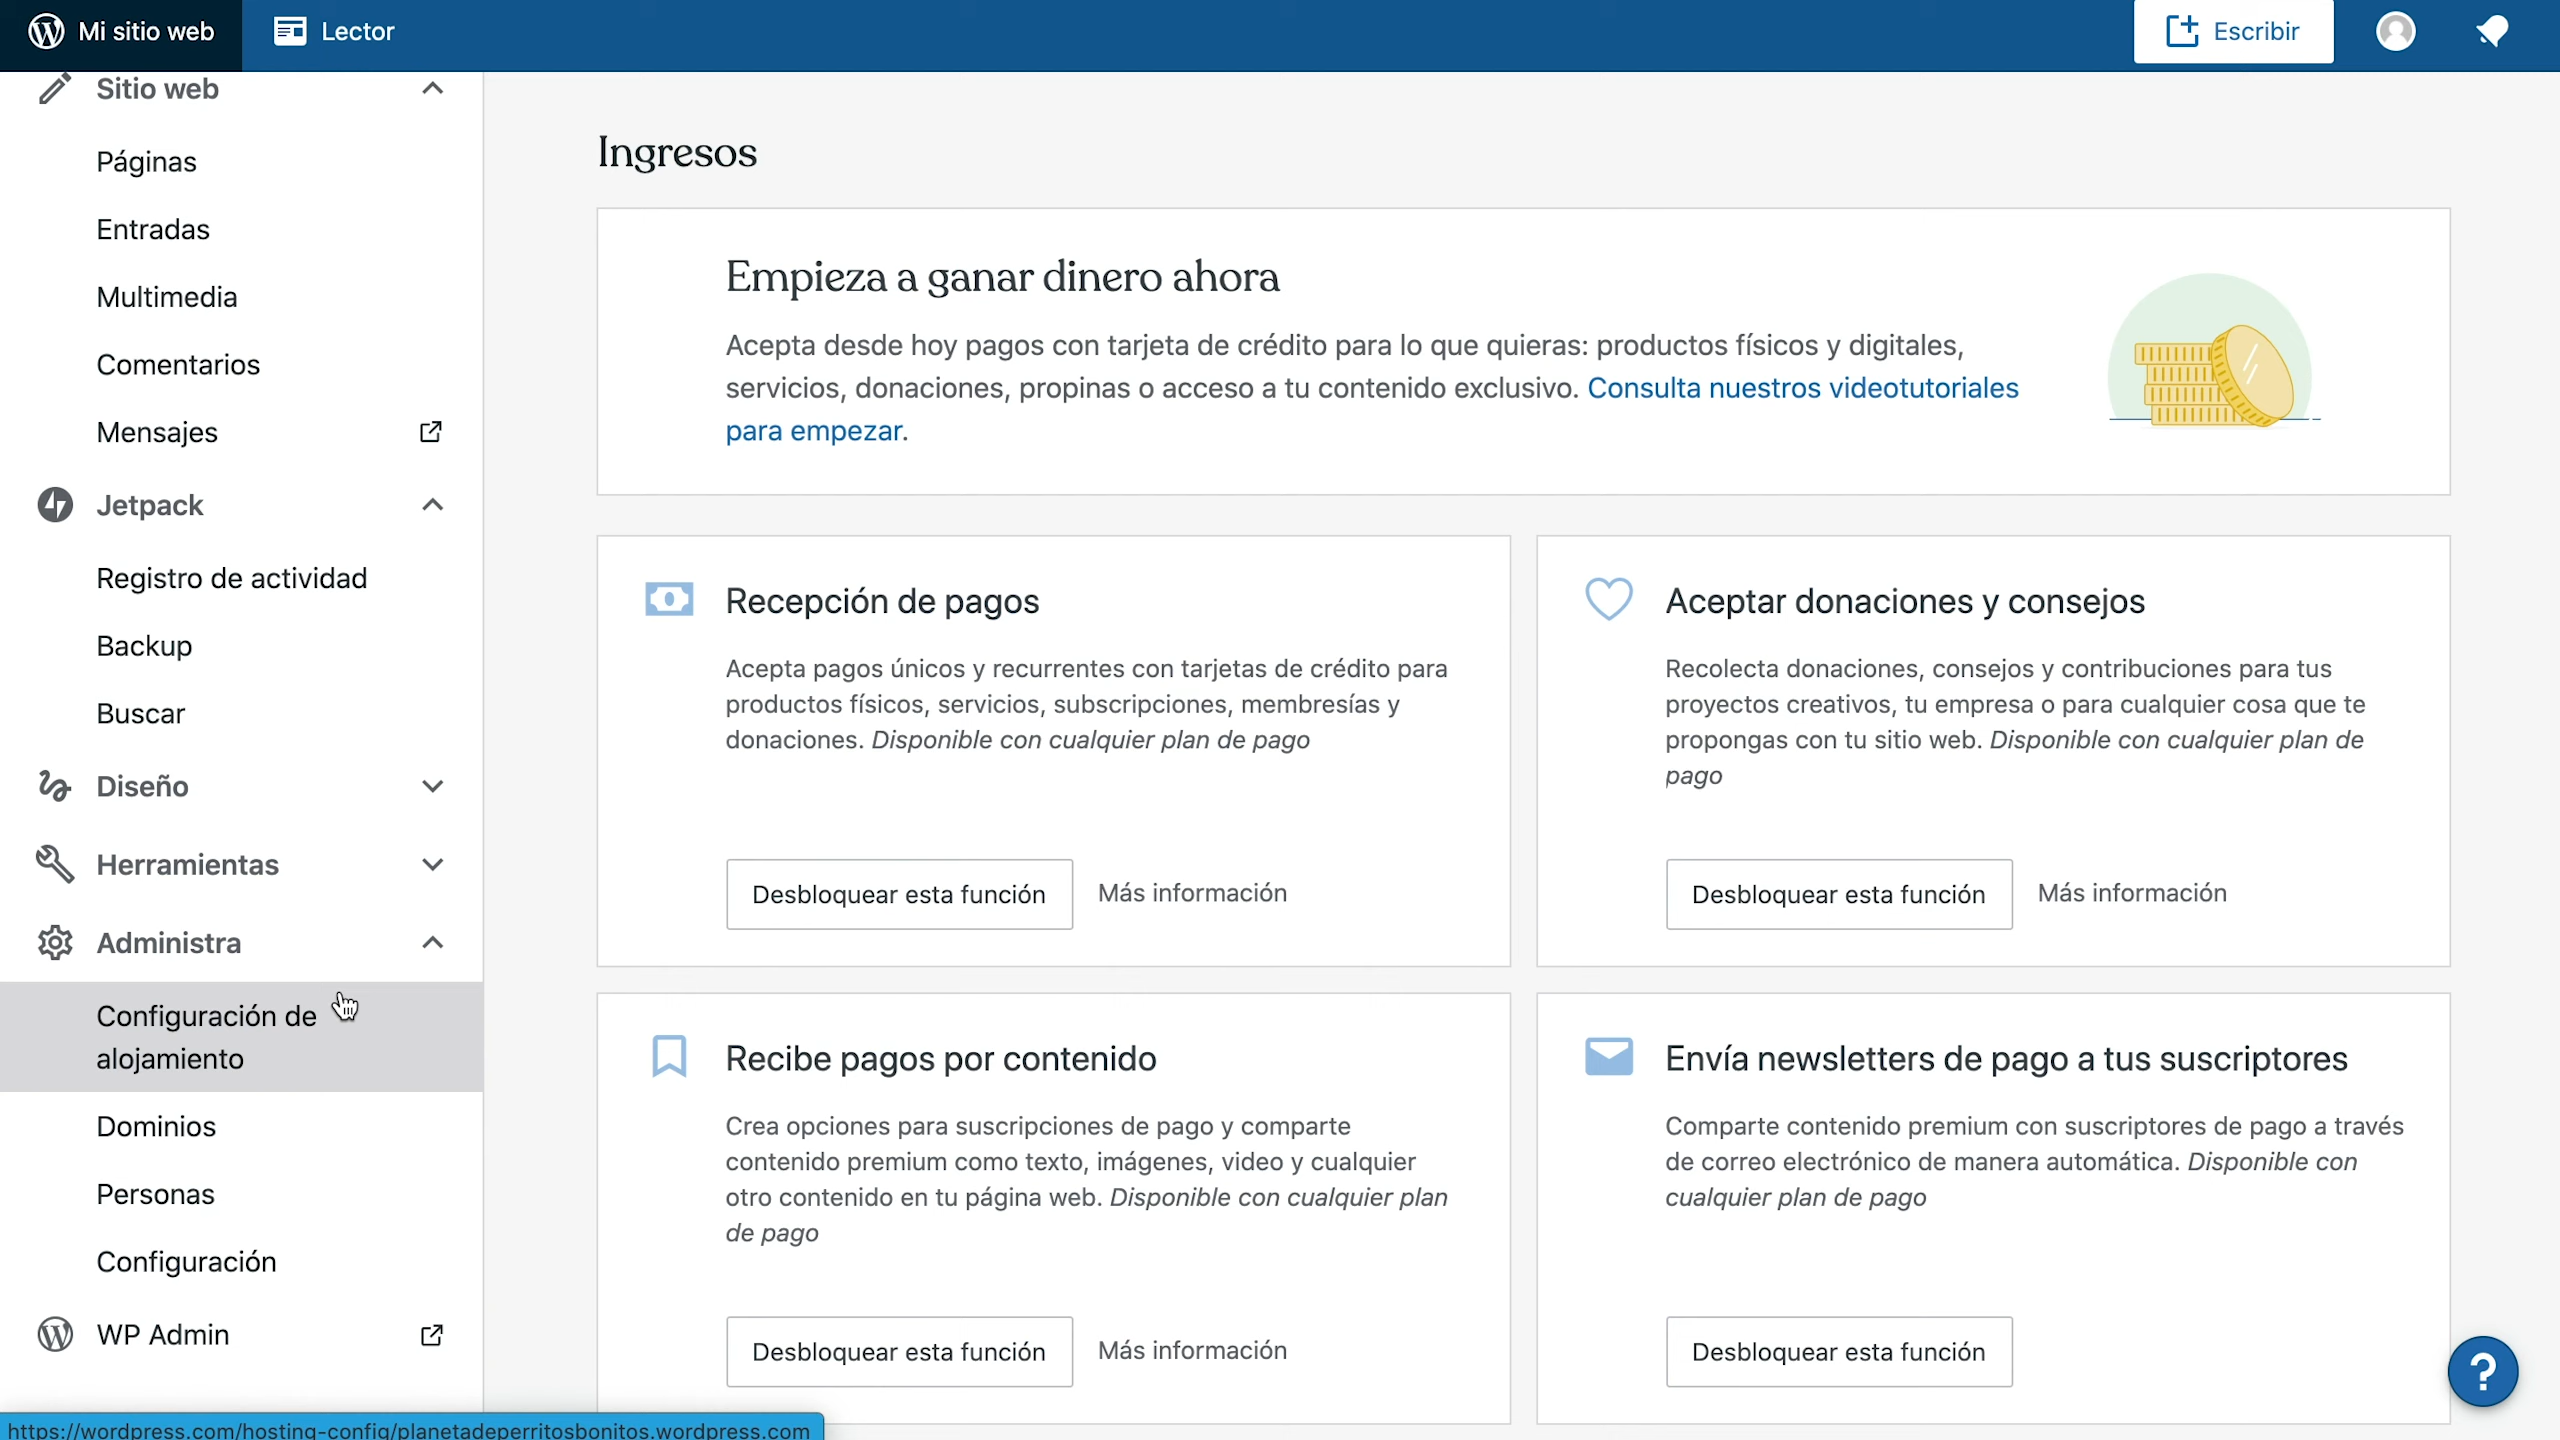 Mi sitio web
Lector
Escribir
Sitio web
Páginas
Entradas
Multimedia
Comentarios
Mensajes
Jetpack
Registro de actividad
Backup
Buscar
Diseño
Herramientas
Administra
Configuración de
alojamiento
Dominios
Personas
Configuración
WP Admin
Ingresos
Empieza a ganar dinero ahora
Acepta desde hoy pagos con tarjeta de crédito para lo que quieras: productos físicos y digitales,
servicios, donaciones, propinas o acceso a tu contenido exclusivo. Consulta nuestros videotutoriales
para empezar.
Recepción de pagos
Acepta pagos únicos y recurrentes con tarjetas de crédito para
productos físicos, servicios, subscripciones, membresías y
donaciones. Disponible con cualquier plan de pago
Desbloquear esta función Más información
Aceptar donaciones y consejos
Recolecta donaciones, consejos y contribuciones para tus
proyectos creativos, tu empresa o para cualquier cosa que te
propongas con tu sitio web. Disponible con cualquier plan de
pago
Desbloquear esta función Más información
Recibe pagos por contenido
Crea opciones para suscripciones de pago y comparte
contenido premium como texto, imágenes, video y cualquier
otro contenido en tu página web. Disponible con cualquier plan
de pago
Desbloquear esta función Más información
Envía newsletters de pago a tus suscriptores
Comparte contenido premium con suscriptores de pago a través
de correo electrónico de manera automática. Disponible con
cualquier plan de pago
Desbloquear esta función
?
https://wordpress.com/hosting-config/planetadeperritosbonitos.wordpress.com